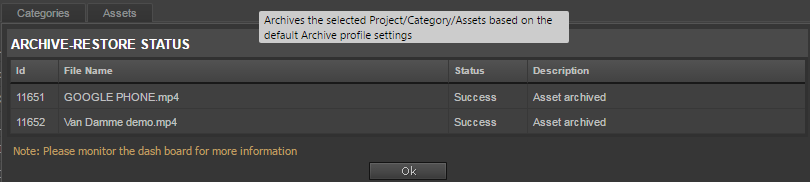 Categories Assets
Archives the selected Project/Category/Assets based on the
default Archive profile settings
ARCHIVE-RESTORE STATUS
Id File Name Status Description
11651 GOOGLE PHONE.mp4 Success Asset archived
11652 Van Damme demo.mp4 Success Asset archived
Note: Please monitor the dash board for more information
Ok